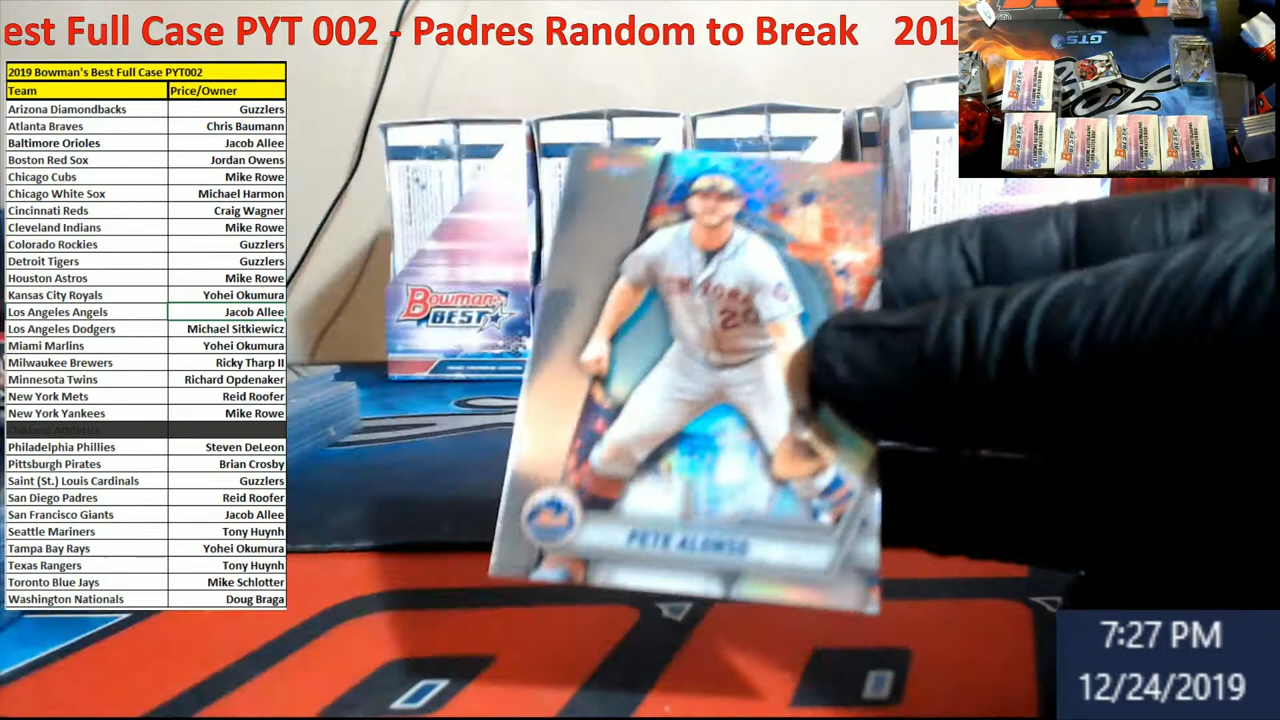 est Full Case PYT 002 - Padres Random to Break 201
2019 Bowman's Best Full Case PYT002
Team Price/Owner
Arizona Diamondbacks Guzzlers
Atlanta Braves Chris Baumann
Baltimore Orioles Jacob Allee
Boston Red Sox Jordan Owens
Chicago Cubs Mike Rowe
Chicago White Sox Michael Harmon
Cincinnati Reds Craig Wagner
Cleveland Indians Mike Rowe
Colorado Rockies Guzzlers
Detroit Tigers Guzzlers
Houston Astros Mike Rowe
Kansas City Royals Yohei Okumura
Los Angeles Angels Jacob Allee
Los Angeles Dodgers Michael Sitkiewicz
Miami Marlins Yohei Okumura
Milwaukee Brewers Ricky Tharp II
Minnesota Twins Richard Opdenaker
New York Mets Reid Roofer
New York Yankees Mike Rowe
Oakland Athletics
Philadelphia Phillies Steven DeLeon
Pittsburgh Pirates Brian Crosby
Saint (St.) Louis Cardinals Guzzlers
San Diego Padres Reid Roofer
San Francisco Giants Jacob Allee
Seattle Mariners Tony Huynh
Tampa Bay Rays Yohei Okumura
Texas Rangers Tony Huynh
Toronto Blue Jays Mike Schlotter
Washington Nationals Doug Braga
Bowman's
BEST
NEW YORK
20
PETE ALONSO
GTS
7:27 PM
12/24/2019